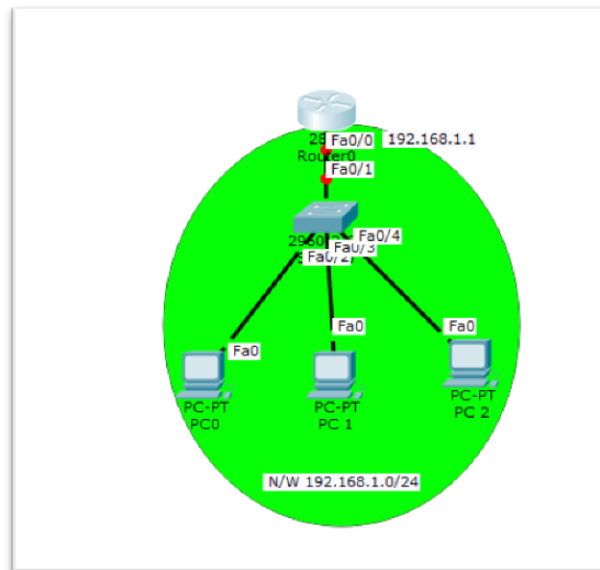 Fa0/0
192.168.1.1
Router0
Fa0/1
Fa0/4
Fa0/3
Fa0/2
Fa0
Fa0
Fa0
PC-PT
PC0
PC-PT
PC 1
PC-PT
PC 2
N/W 192.168.1.0/24